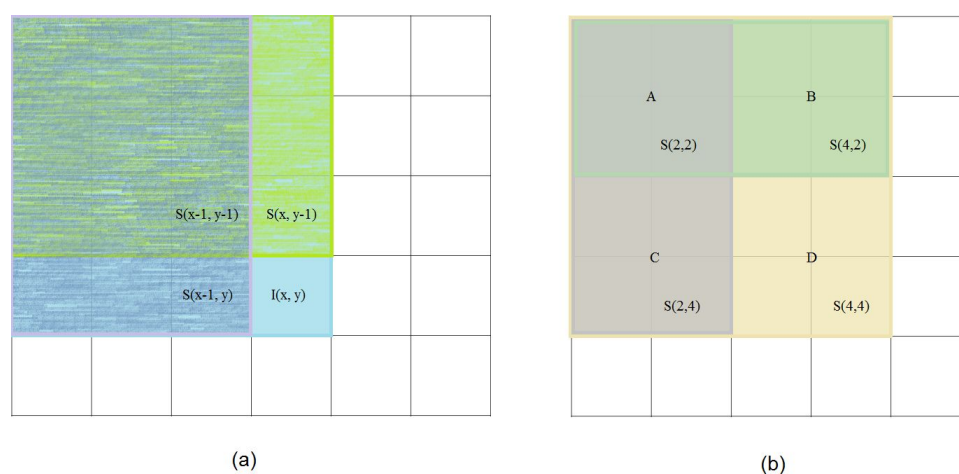 A B
S(2,2) S(4,2)
S(x-1, y-1) S(x, y-1)
C D
S(x-1, y) I(x, y)
S(2,4) S(4,4)
(a) (b)